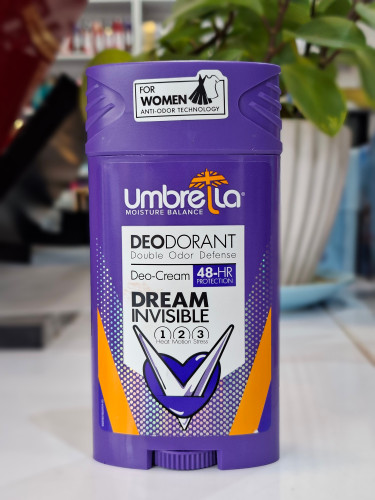 FOR
WOMEN
ANTI-ODOR TECHNOLOGY
Umbrella®
MOISTURE BALANCE
DEODORANT
Double Odor Defense
Deo-Cream 48-HR
PROTECTION
DREAM
INVISIBLE
1 2 3
Heat Motion Stress